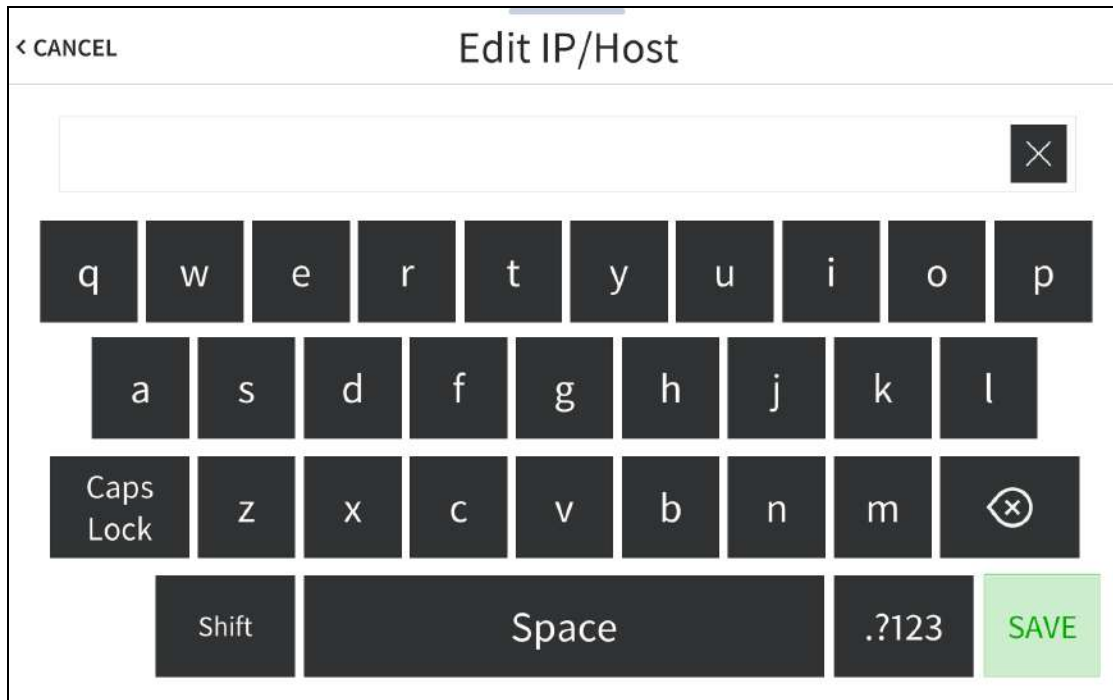 < CANCEL Edit IP/Host
q w e r t y u i o p
a s d f g h j k l
Caps Lock z x c v b n m
Shift Space .?123 SAVE